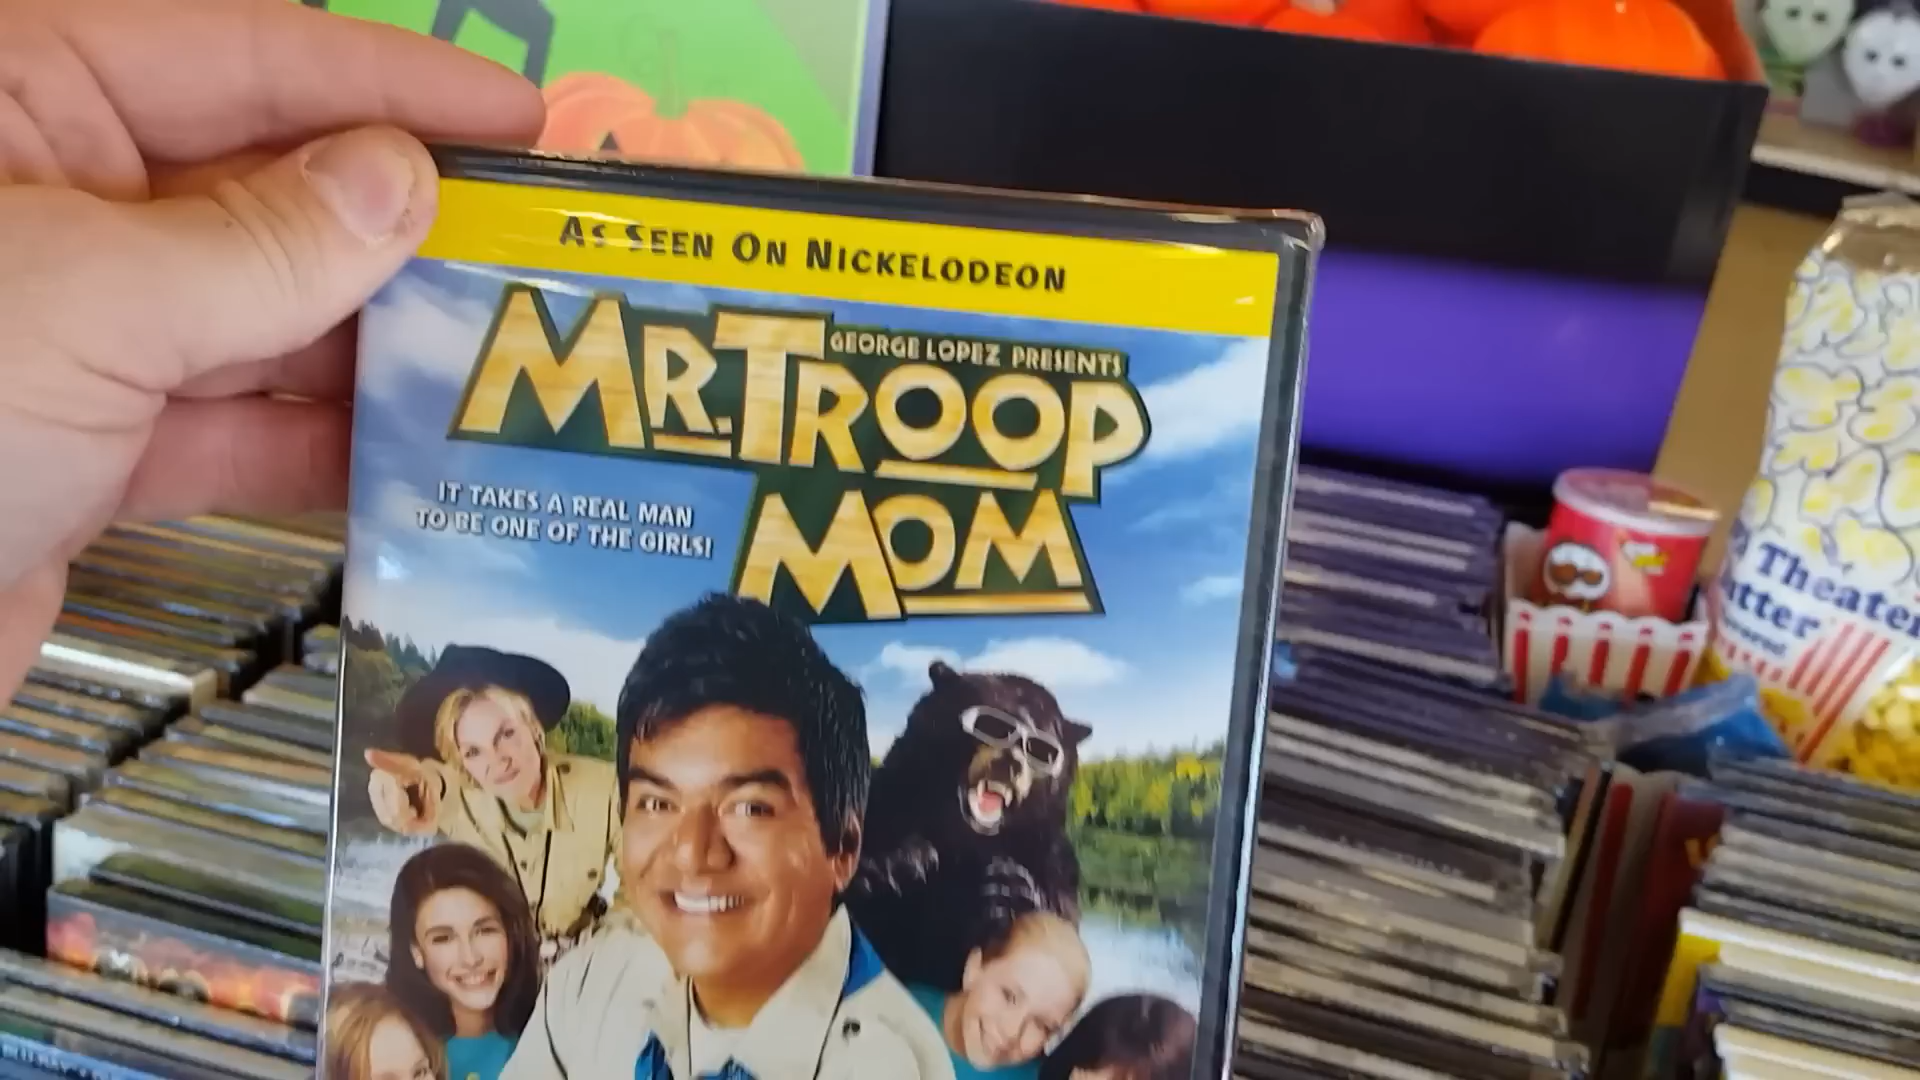 AS SEEN ON NICKELODEON
GEORGE LOPEZ PRESENTS
MR. TROOP
MOM
IT TAKES A REAL MAN
TO BE ONE OF THE GIRLS!
Theater